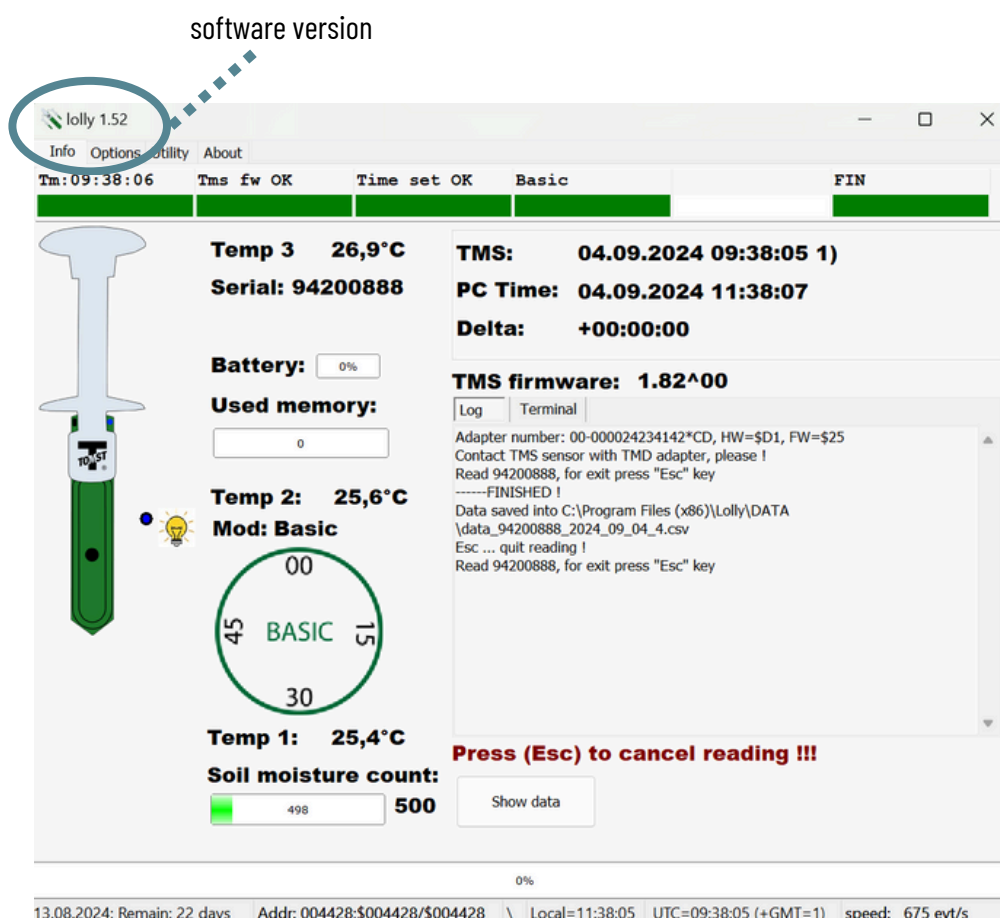 software version
lolly 1.52
Info Options Utility About
Tm:09:38:06 Tms fw OK Time set OK Basic FIN
Temp 3 26,9°C
Serial: 94200888
TMS: 04.09.2024 09:38:05 1)
PC Time: 04.09.2024 11:38:07
Delta: +00:00:00
Battery: 0%
Used memory:
0
TMS firmware: 1.82^00
Log Terminal
Adapter number: 00-000024234142*CD, HW=$D1, FW=$25
Contact TMS sensor with TMD adapter, please !
Read 94200888, for exit press "Esc" key
------FINISHED !
Data saved into C:\Program Files (x86)\Lolly\DATA
\data_94200888_2024_09_04_4.csv
Esc ... quit reading !
Read 94200888, for exit press "Esc" key
TOMST
Temp 2: 25,6°C
Mod: Basic
00
45 BASIC 15
30
Temp 1: 25,4°C
Soil moisture count:
498 500
Press (Esc) to cancel reading !!!
Show data
0%
13.08.2024: Remain: 22 days Addr: 004428:$004428/$004428 \ Local=11:38:05 UTC=09:38:05 (+GMT=1) speed: 675 evt/s